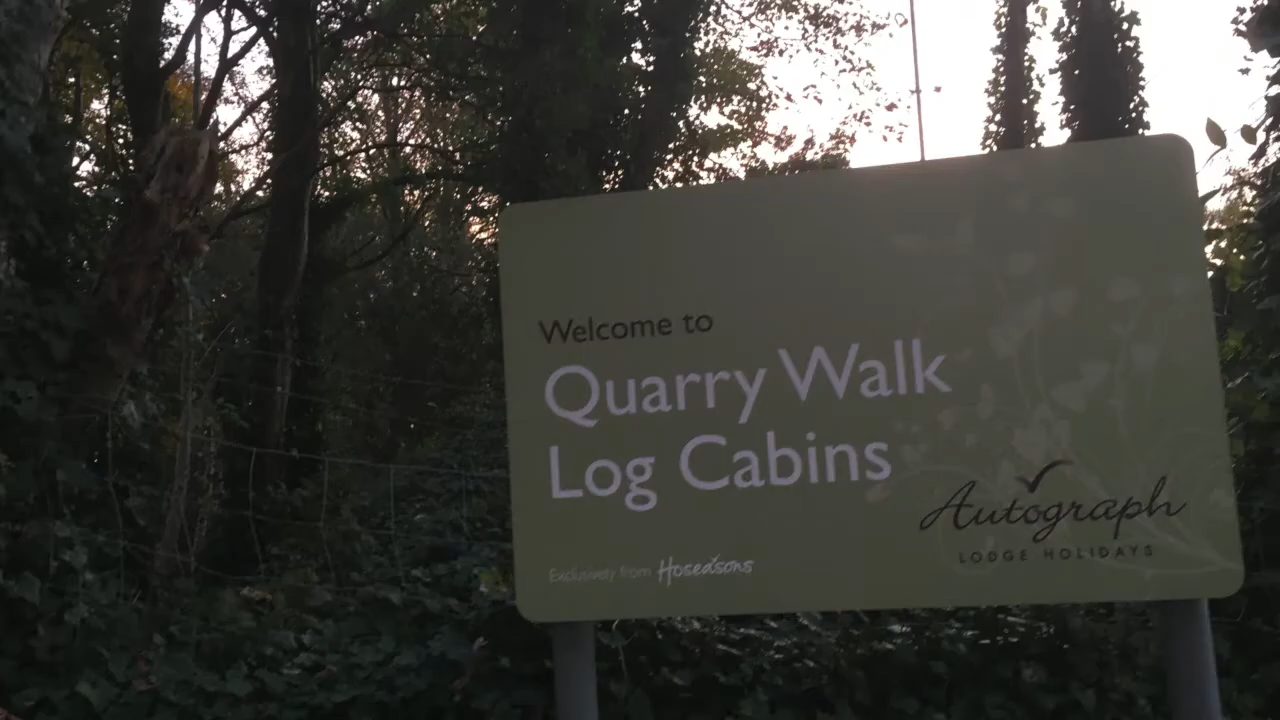 Welcome to
Quarry Walk
Log Cabins
Autograph
LODGE HOLIDAYS
Exclusively from Hoseasons